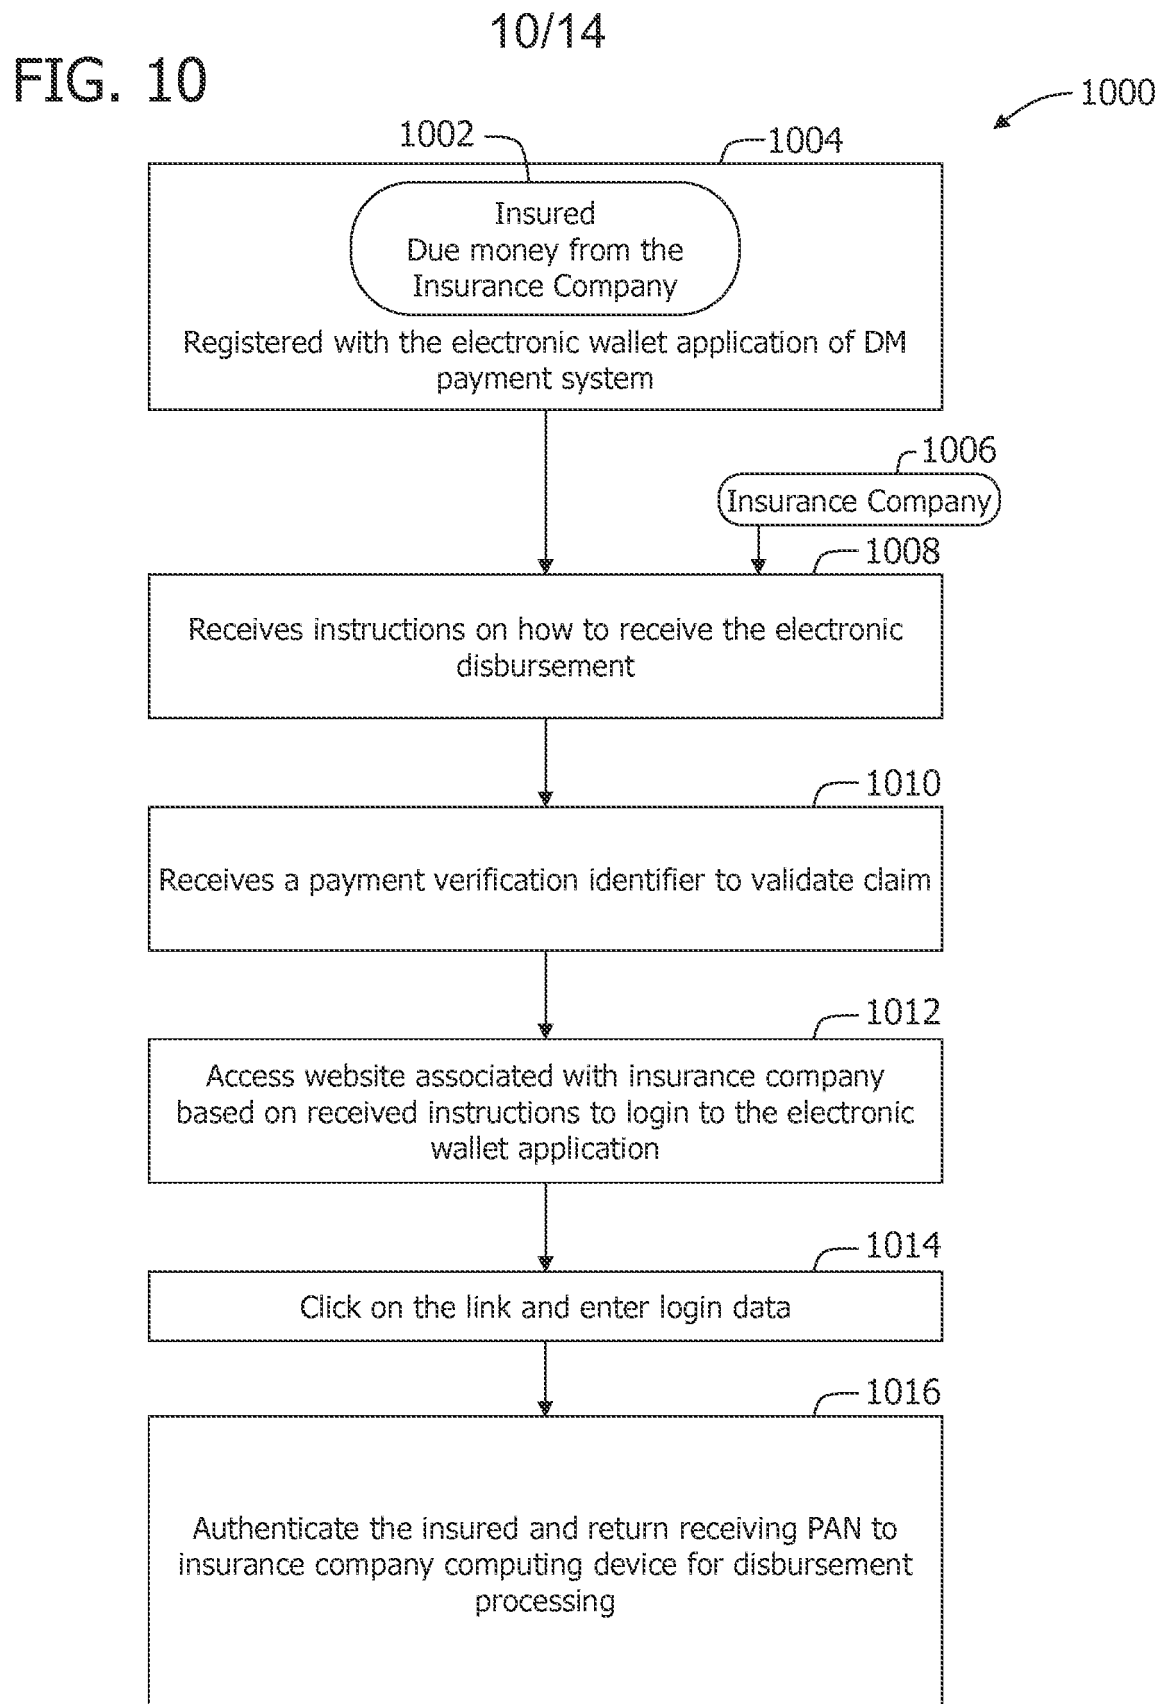 10/14
FIG. 10
1000
1002
1004
Insured
Due money from the
Insurance Company
Registered with the electronic wallet application of DM
payment system
1006
Insurance Company
1008
Receives instructions on how to receive the electronic
disbursement
1010
Receives a payment verification identifier to validate claim
1012
Access website associated with insurance company
based on received instructions to login to the electronic
wallet application
1014
Click on the link and enter login data
1016
Authenticate the insured and return receiving PAN to
insurance company computing device for disbursement
processing